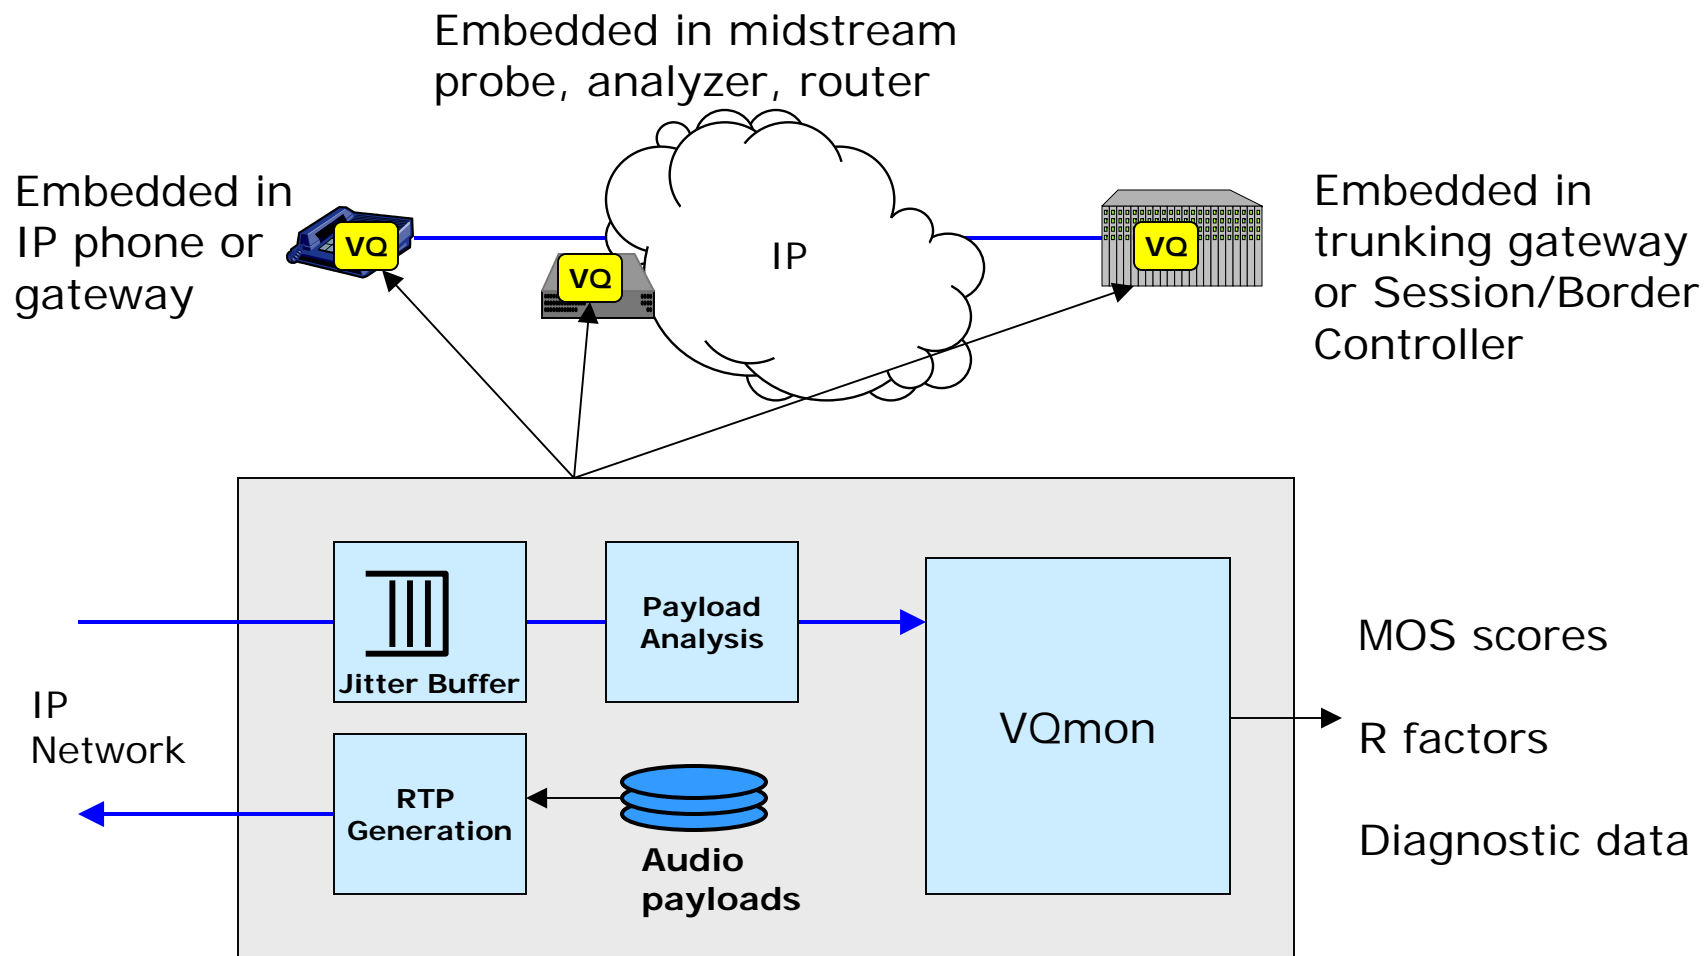 Embedded in midstream
probe, analyzer, router
Embedded in
IP phone or
gateway
VQ
VQ
IP
VQ
Embedded in
trunking gateway
or Session/Border
Controller
Jitter Buffer
Payload
Analysis
VQmon
MOS scores
R factors
Diagnostic data
IP
Network
RTP
Generation
Audio
payloads